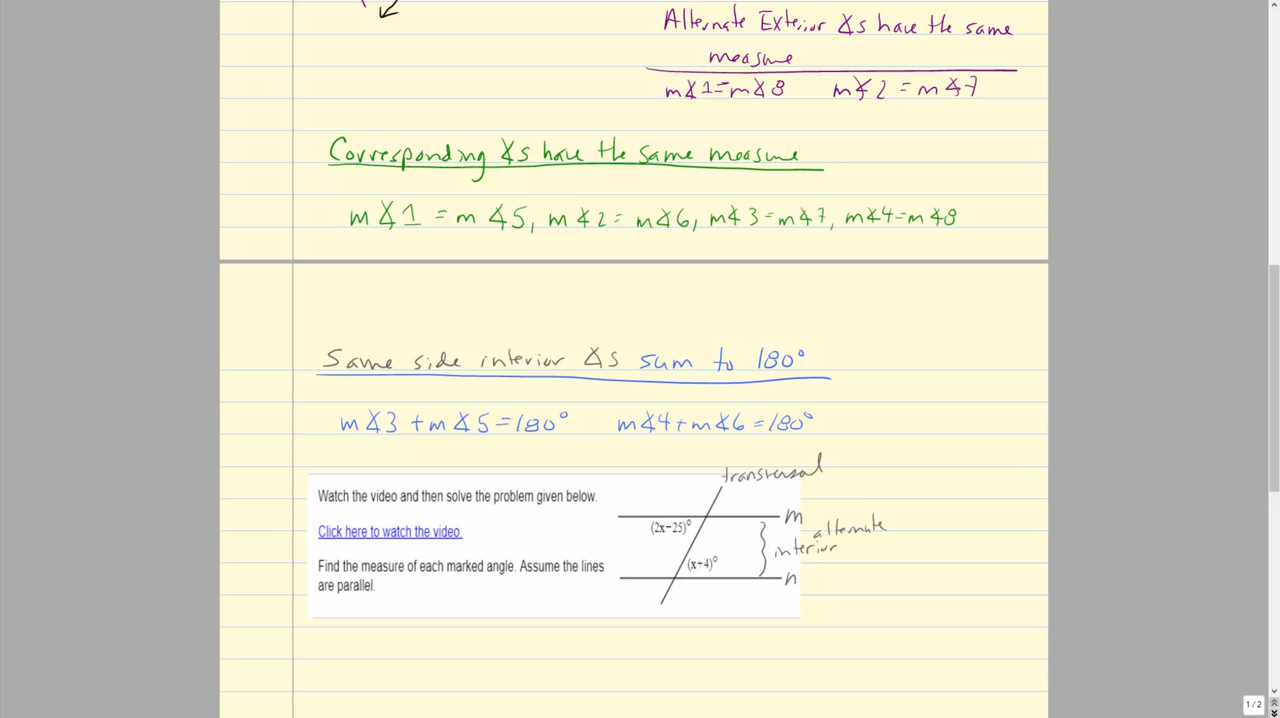 Alternate Exterior ∡s have the same
measure
m∡1=m∡8 m∡2=m∡7
Corresponding ∡s have the same measure
m∡1=m∡5, m∡2=m∡6, m∡3=m∡7, m∡4=m∡8
Same side interior ∡s sum to 180°
m∡3+m∡5=180° m∡4+m∡6=180°
transversal
Watch the video and then solve the problem given below.
(2x−25)° m
Click here to watch the video.
alternate
interior
Find the measure of each marked angle. Assume the lines
are parallel.
(x+4)°
n
1 / 2